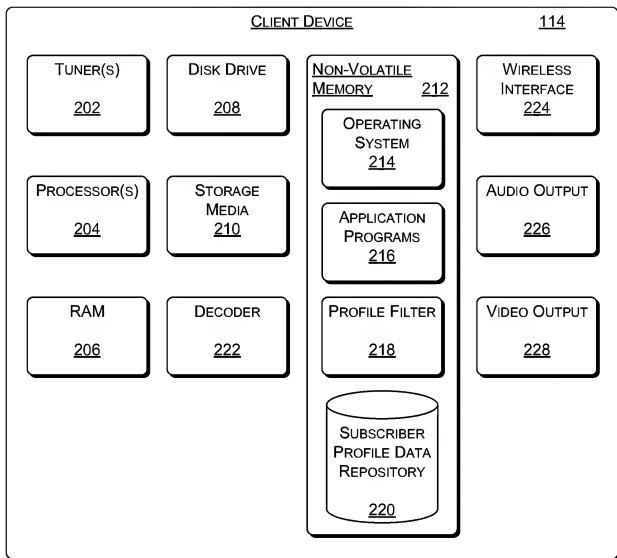 CLIENT DEVICE 114
TUNER(S)
202
DISK DRIVE
208
NON-VOLATILE
MEMORY 212
WIRELESS
INTERFACE
224
OPERATING
SYSTEM
214
PROCESSOR(S)
204
STORAGE
MEDIA
210
APPLICATION
PROGRAMS
216
AUDIO OUTPUT
226
RAM
206
DECODER
222
PROFILE FILTER
218
VIDEO OUTPUT
228
SUBSCRIBER
PROFILE DATA
REPOSITORY
220